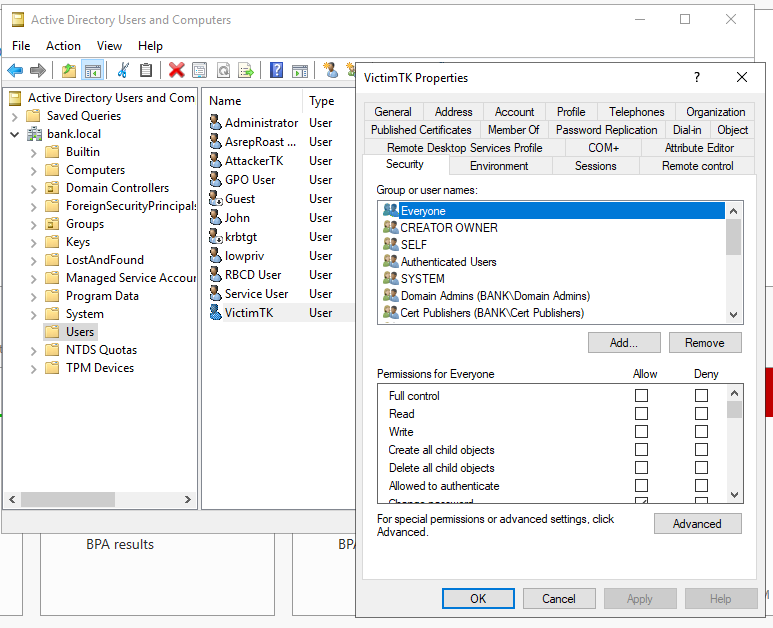 Active Directory Users and Computers
File Action View Help
Active Directory Users and Com
Saved Queries
bank.local
Builtin
Computers
Domain Controllers
ForeignSecurityPrincipals
Groups
Keys
LostAndFound
Managed Service Accoun
Program Data
System
Users
NTDS Quotas
TPM Devices
Name Type
Administrator User
AsrepRoast ... User
AttackerTK User
GPO User User
Guest User
John User
krbtgt User
lowpriv User
RBCD User User
Service User User
VictimTK User
BPA results
BPA
VictimTK Properties
? 
General Address Account Profile Telephones Organization
Published Certificates Member Of Password Replication Dial-in Object
Remote Desktop Services Profile COM+ Attribute Editor
Security Environment Sessions Remote control
Group or user names:
Everyone
CREATOR OWNER
SELF
Authenticated Users
SYSTEM
Domain Admins (BANK\Domain Admins)
Cert Publishers (BANK\Cert Publishers)
Add... Remove
Permissions for Everyone Allow Deny
Full control
Read
Write
Create all child objects
Delete all child objects
Allowed to authenticate
Change password
For special permissions or advanced settings, click
Advanced.
Advanced
OK Cancel Apply Help